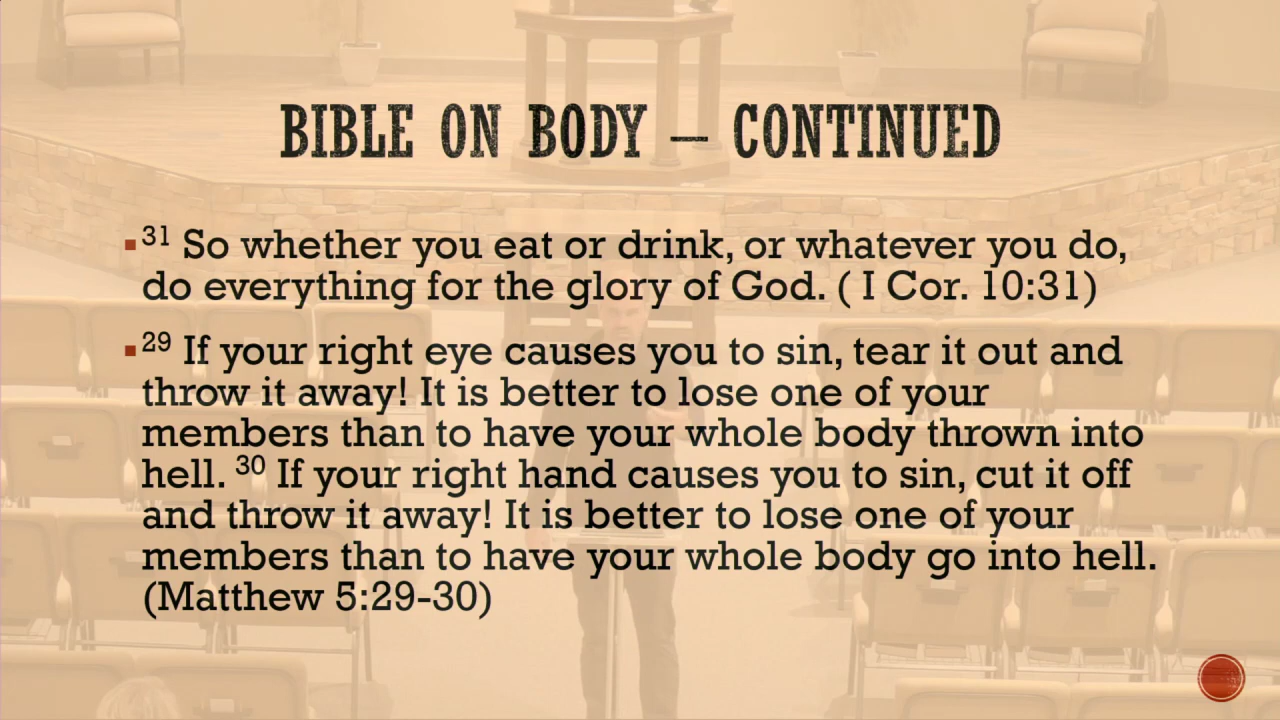 BIBLE ON BODY – CONTINUED
▪ 31 So whether you eat or drink, or whatever you do,
do everything for the glory of God. ( I Cor. 10:31)
▪ 29 If your right eye causes you to sin, tear it out and
throw it away! It is better to lose one of your
members than to have your whole body thrown into
hell. 30 If your right hand causes you to sin, cut it off
and throw it away! It is better to lose one of your
members than to have your whole body go into hell.
(Matthew 5:29-30)